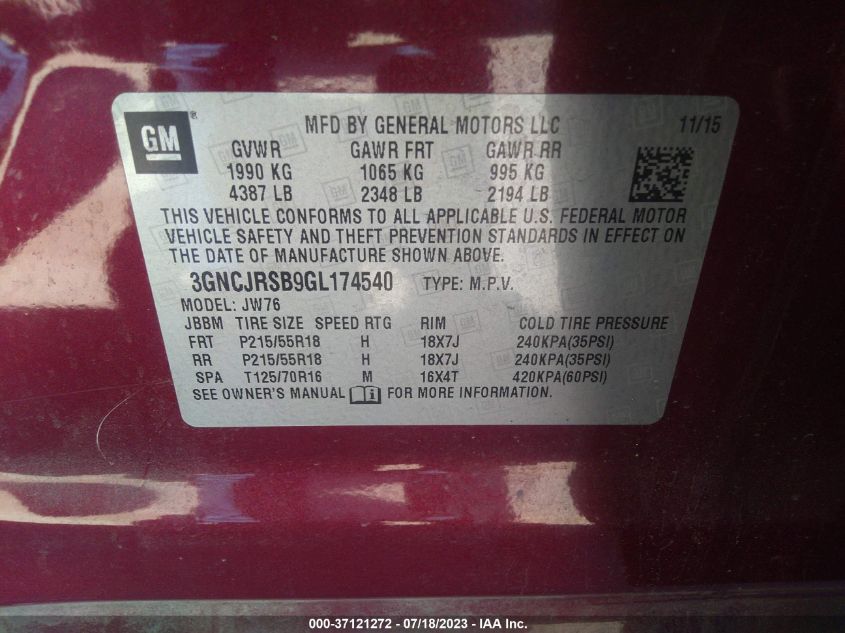 GM ®
MFD BY GENERAL MOTORS LLC 11/15
GVWR GAWR FRT GAWR RR
1990 KG 1065 KG 995 KG
4387 LB 2348 LB 2194 LB
THIS VEHICLE CONFORMS TO ALL APPLICABLE U.S. FEDERAL MOTOR
VEHICLE SAFETY AND THEFT PREVENTION STANDARDS IN EFFECT ON
THE DATE OF MANUFACTURE SHOWN ABOVE.
3GNCJRSB9GL174540 TYPE: M.P.V.
MODEL: JW76
JBBM TIRE SIZE SPEED RTG RIM COLD TIRE PRESSURE
FRT P215/55R18 H 18X7J 240KPA(35PSI)
RR P215/55R18 H 18X7J 240KPA(35PSI)
SPA T125/70R16 M 16X4T 420KPA(60PSI)
SEE OWNER'S MANUAL FOR MORE INFORMATION.
000-37121272 - 07/18/2023 - IAA Inc.